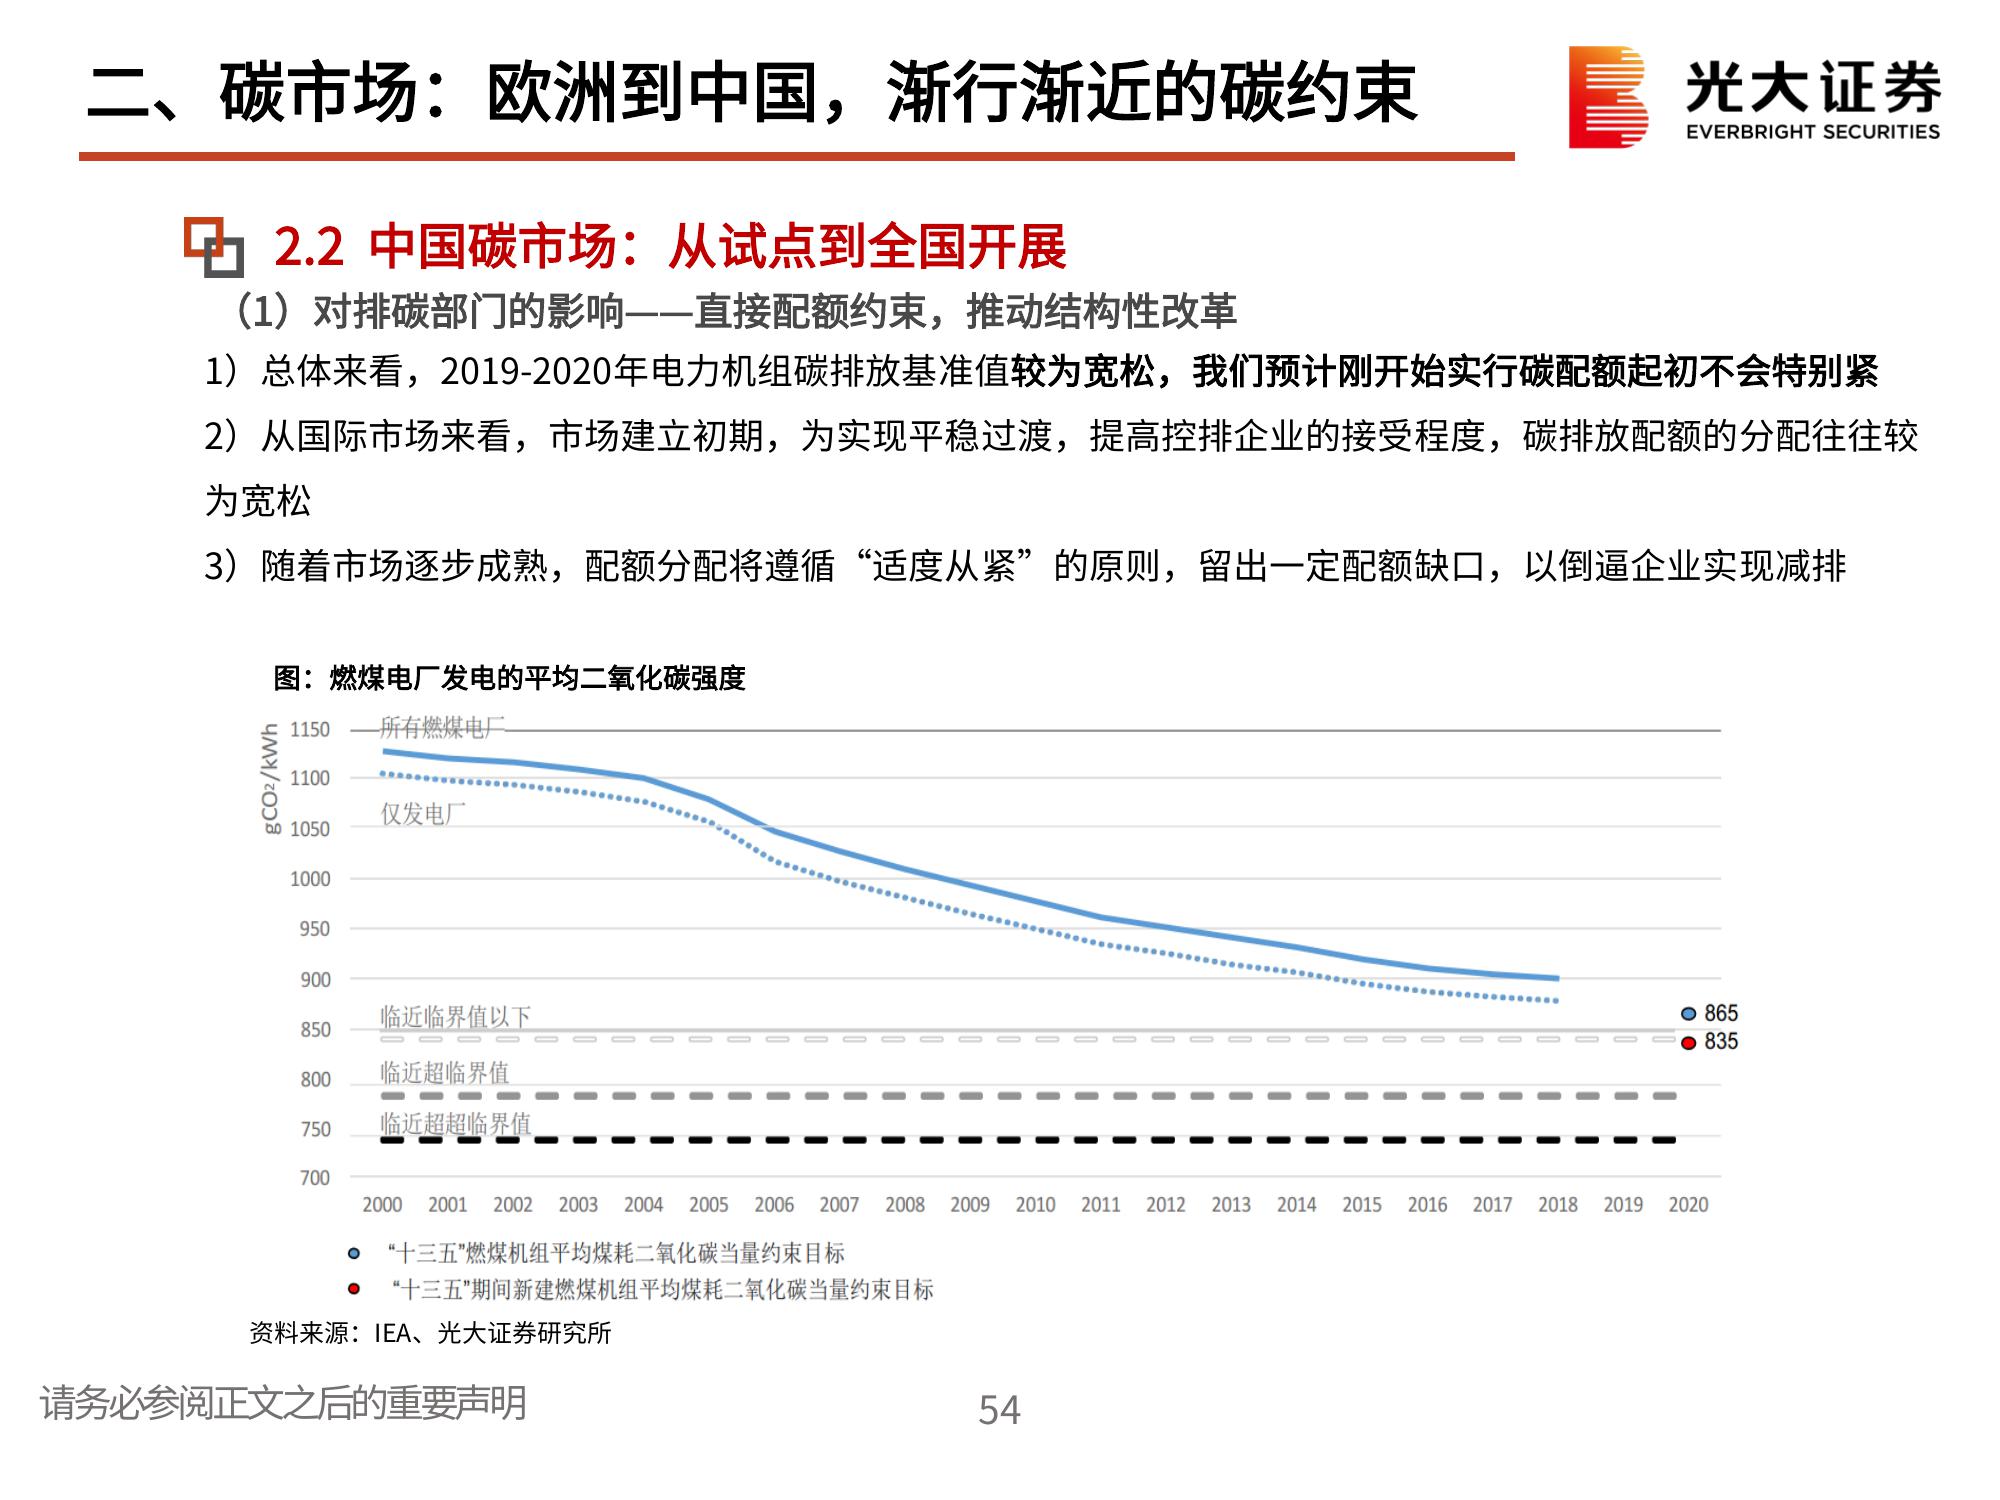 二、碳市场：欧洲到中国，渐行渐近的碳约束
光大证券
EVERBRIGHT SECURITIES
2.2 中国碳市场：从试点到全国开展
（1）对排碳部门的影响——直接配额约束，推动结构性改革
1）总体来看，2019-2020年电力机组碳排放基准值较为宽松，我们预计刚开始实行碳配额起初不会特别紧
2）从国际市场来看，市场建立初期，为实现平稳过渡，提高控排企业的接受程度，碳排放配额的分配往往较
为宽松
3）随着市场逐步成熟，配额分配将遵循“适度从紧”的原则，留出一定配额缺口，以倒逼企业实现减排
图：燃煤电厂发电的平均二氧化碳强度
gCO₂/kWh
1150
1100
1050
1000
950
900
850
800
750
700
所有燃煤电厂
仅发电厂
临近临界值以下
临近超临界值
临近超超临界值
865
835
2000 2001 2002 2003 2004 2005 2006 2007 2008 2009 2010 2011 2012 2013 2014 2015 2016 2017 2018 2019 2020
“十三五”燃煤机组平均煤耗二氧化碳当量约束目标
“十三五”期间新建燃煤机组平均煤耗二氧化碳当量约束目标
资料来源：IEA、光大证券研究所
请务必参阅正文之后的重要声明
54